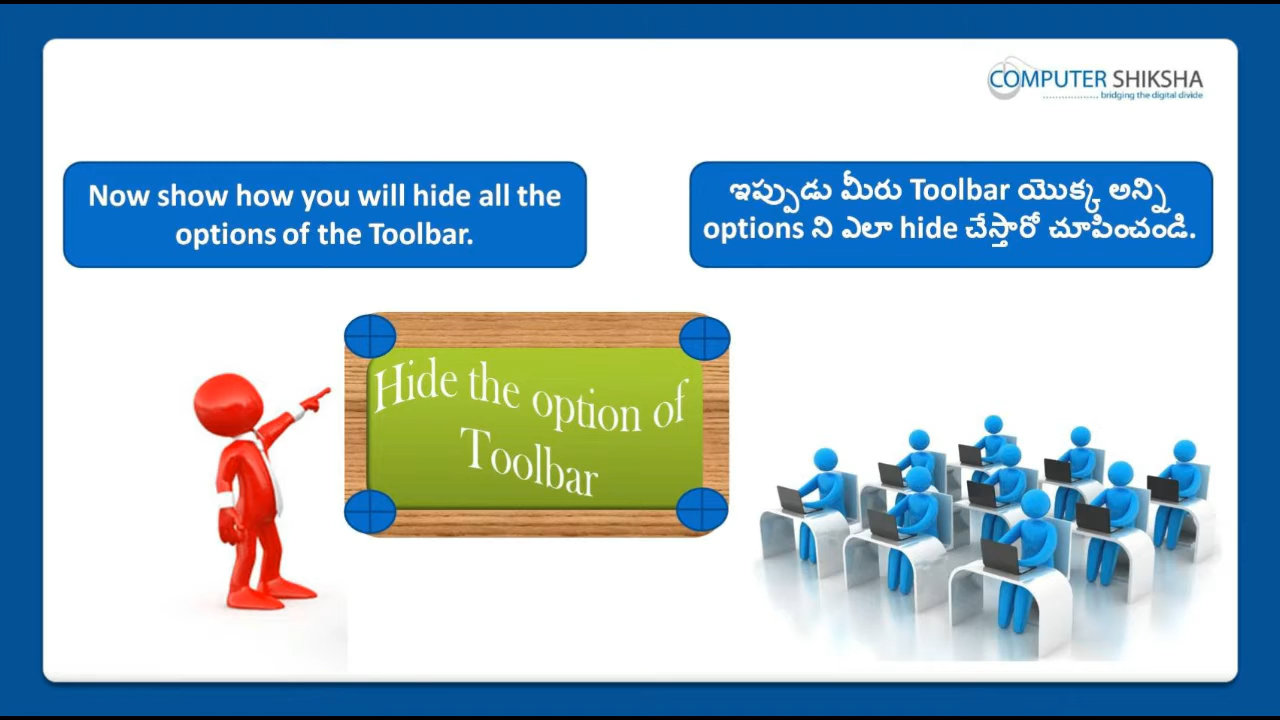 COMPUTER SHIKSHA
bridging the digital divide
Now show how you will hide all the
options of the Toolbar.
ఇప్పుడు మీరు Toolbar యొక్క అన్ని
options ని ఎలా hide చేస్తారో చూపించండి.
Hide the option of
Toolbar